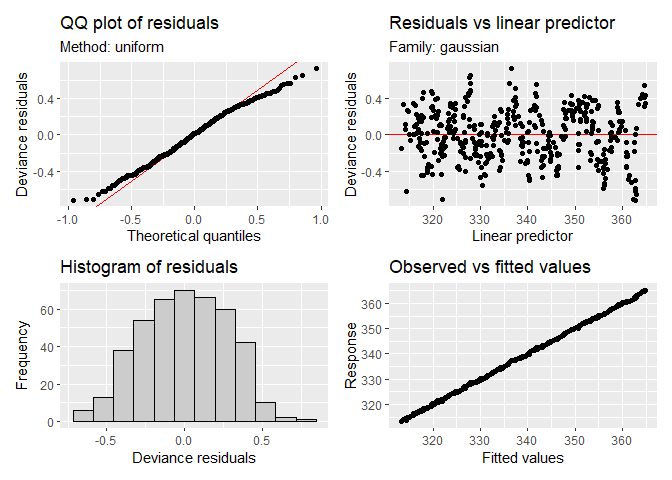 QQ plot of residuals
Method: uniform
Deviance residuals
0.4
0.0
-0.4
-1.0 -0.5 0.0 0.5 1.0
Theoretical quantiles
Residuals vs linear predictor
Family: gaussian
Deviance residuals
0.4
0.0
-0.4
320 330 340 350 360
Linear predictor
Histogram of residuals
Frequency
60
40
20
0
-0.5 0.0 0.5
Deviance residuals
Observed vs fitted values
Response
360
350
340
330
320
320 330 340 350 360
Fitted values